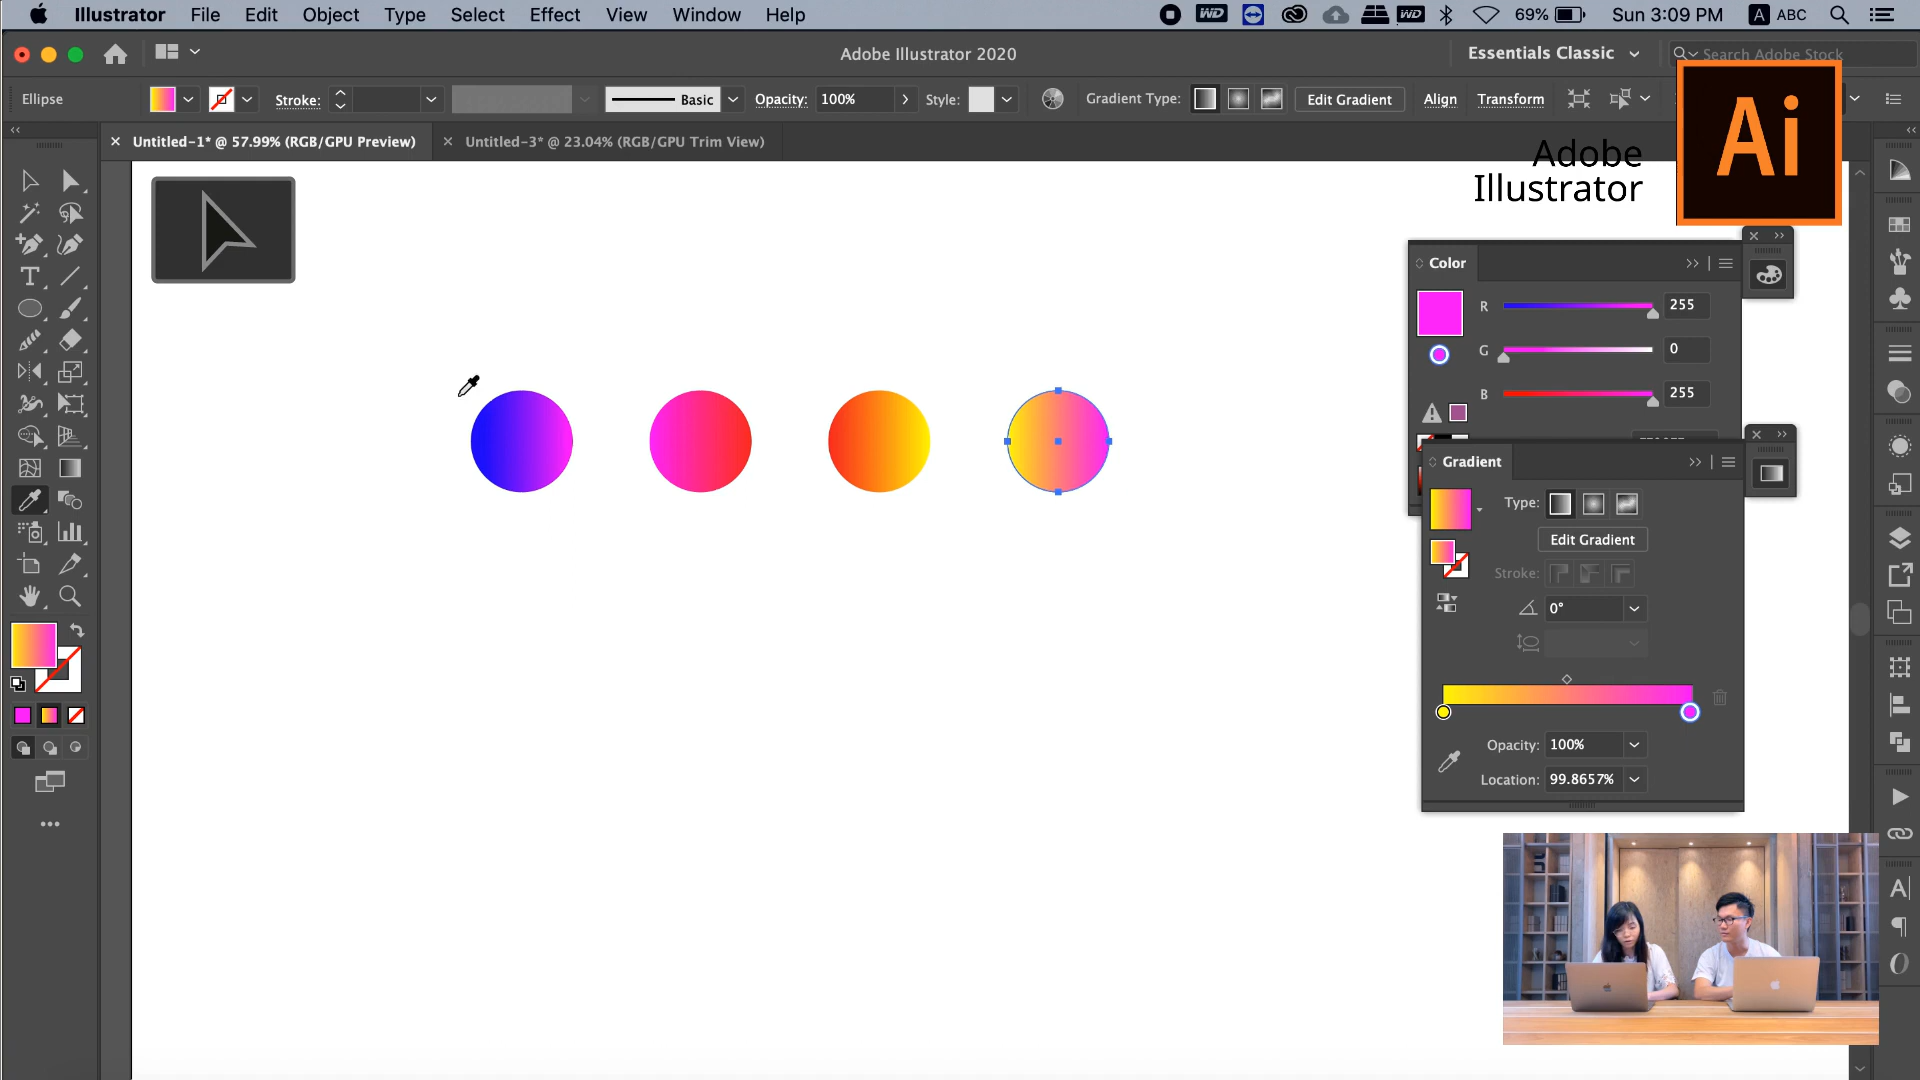 Illustrator File Edit Object Type Select Effect View Window Help
WD WD 69% Sun 3:09 PM A ABC
Adobe Illustrator 2020
Essentials Classic
Search Adobe Stock
Ellipse Stroke: Basic Opacity: 100% Style: Gradient Type: Edit Gradient Align Transform
Untitled-1* @ 57.99% (RGB/GPU Preview)
Untitled-3* @ 23.04% (RGB/GPU Trim View)
Adobe
Illustrator
Ai
Color
R 255
G 0
B 255
Gradient
Type:
Edit Gradient
Stroke:
0°
Opacity: 100%
Location: 99.8657%